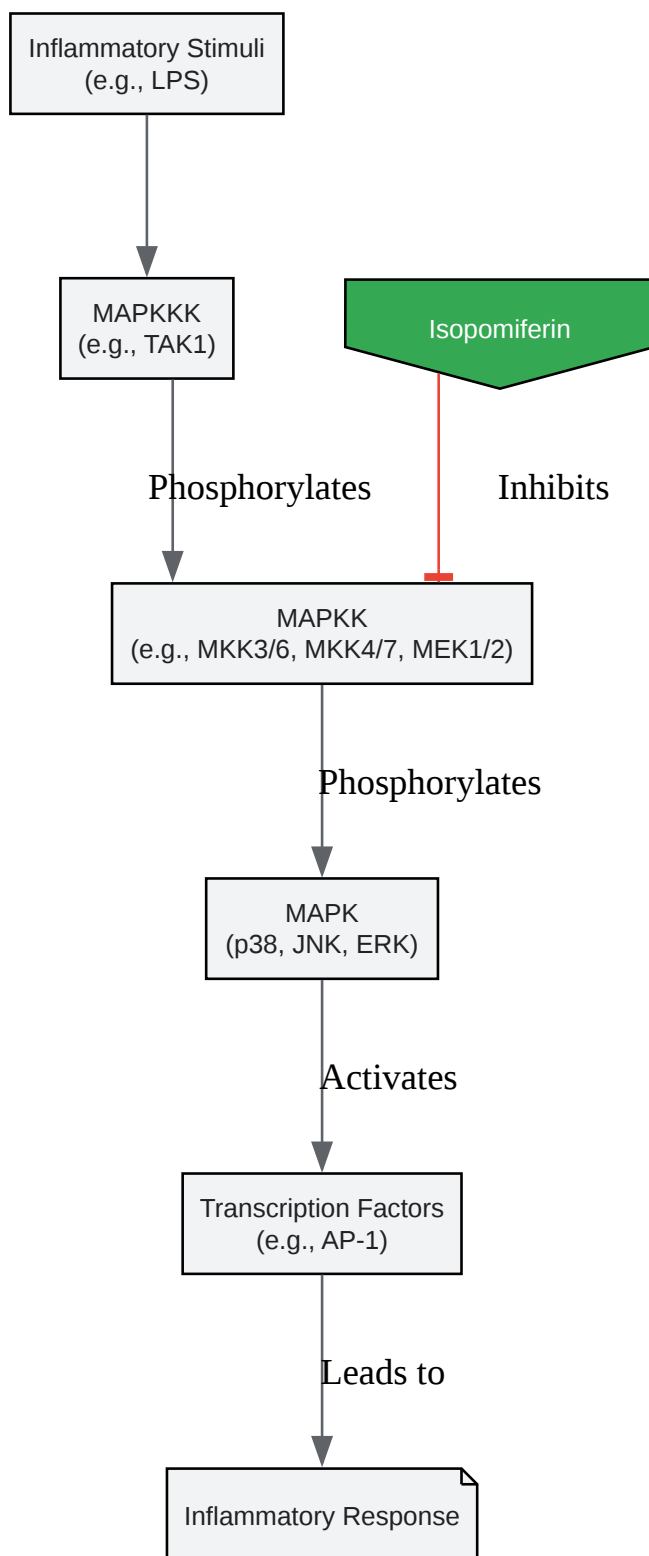 Inflammatory Stimuli
(e.g., LPS)
MAPKKK
(e.g., TAK1)
Isopomiferin
Phosphorylates
Inhibits
MAPKK
(e.g., MKK3/6, MKK4/7, MEK1/2)
Phosphorylates
MAPK
(p38, JNK, ERK)
Activates
Transcription Factors
(e.g., AP-1)
Leads to
Inflammatory Response